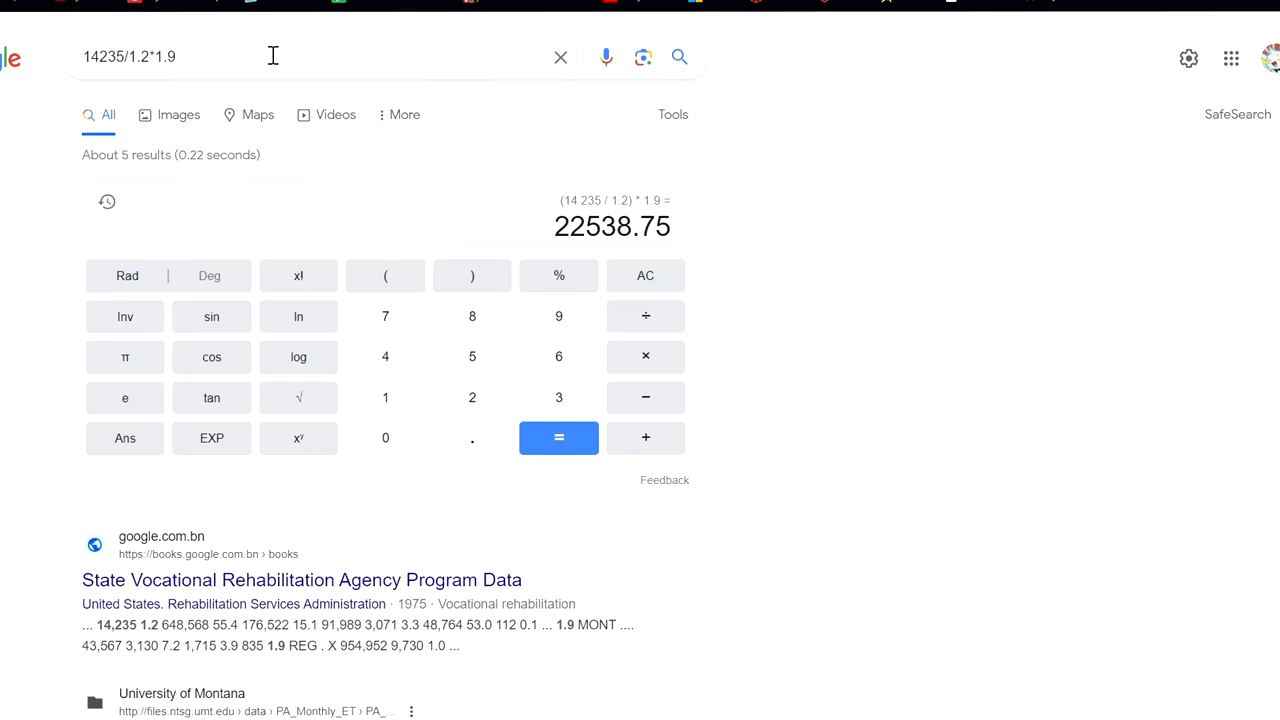 gle
14235/1.2*1.9
All Images Maps Videos More Tools SafeSearch
About 5 results (0.22 seconds)
(14 235 / 1.2) * 1.9 =
22538.75
Rad | Deg x! ( ) % AC
Inv sin ln 7 8 9 ÷
π cos log 4 5 6 ×
e tan √ 1 2 3 −
Ans EXP xʸ 0 . = +
Feedback
google.com.bn
https://books.google.com.bn › books
State Vocational Rehabilitation Agency Program Data
United States. Rehabilitation Services Administration · 1975 · Vocational rehabilitation
... 14,235 1.2 648,568 55.4 176,522 15.1 91,989 3,071 3.3 48,764 53.0 112 0.1 ... 1.9 MONT ....
43,567 3,130 7.2 1,715 3.9 835 1.9 REG . X 954,952 9,730 1.0 ...
University of Montana
http://files.ntsg.umt.edu › data › PA_Monthly_ET › PA_...